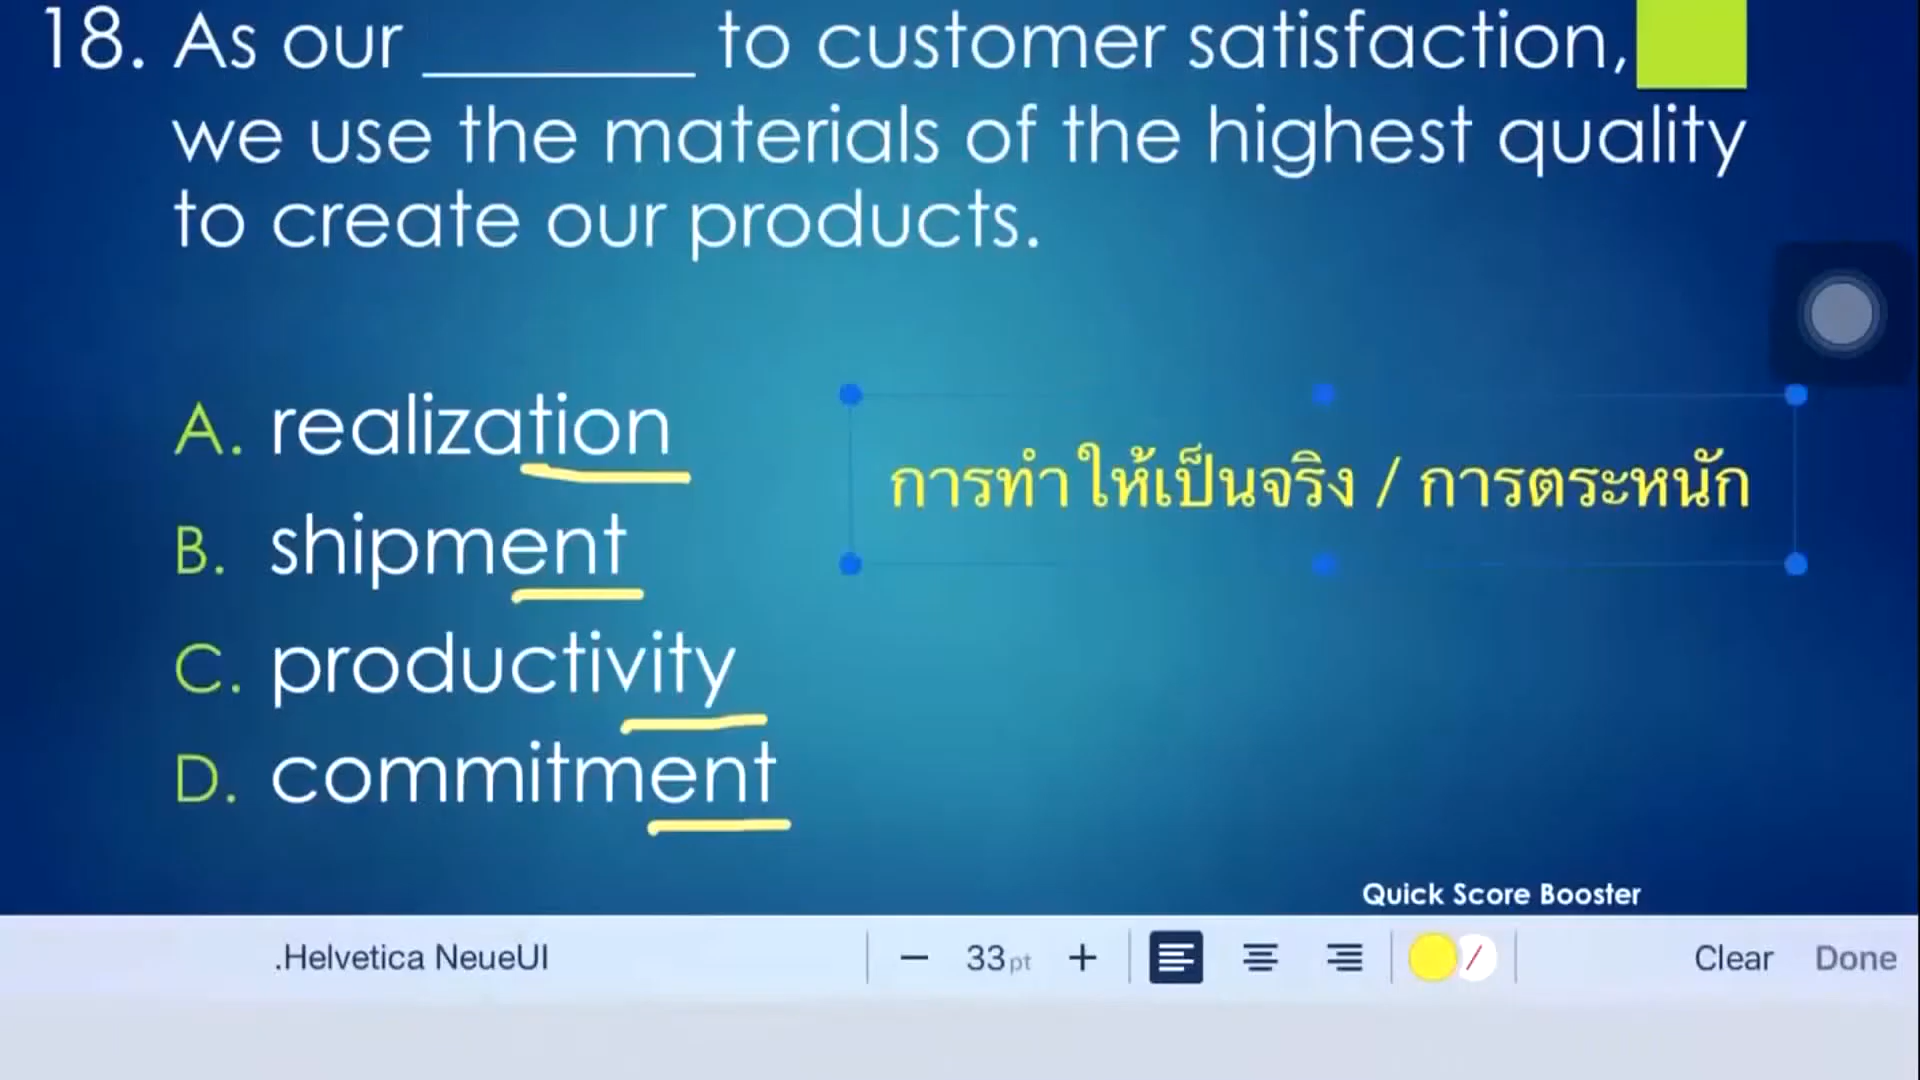 18. As our ________ to customer satisfaction,
we use the materials of the highest quality
to create our products.
A. realization
การทำให้เป็นจริง / การตระหนัก
B. shipment
C. productivity
D. commitment
Quick Score Booster
.Helvetica NeueUI
33pt
Clear
Done